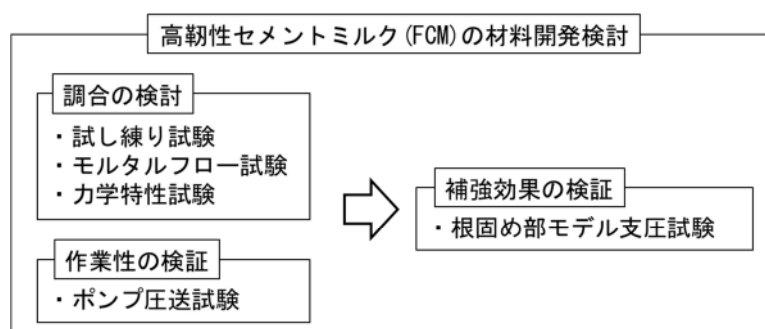 高靭性セメントミルク(FCM)の材料開発検討
調合の検討
・試し練り試験
・モルタルフロー試験
・力学特性試験
作業性の検証
・ポンプ圧送試験
補強効果の検証
・根固め部モデル支圧試験